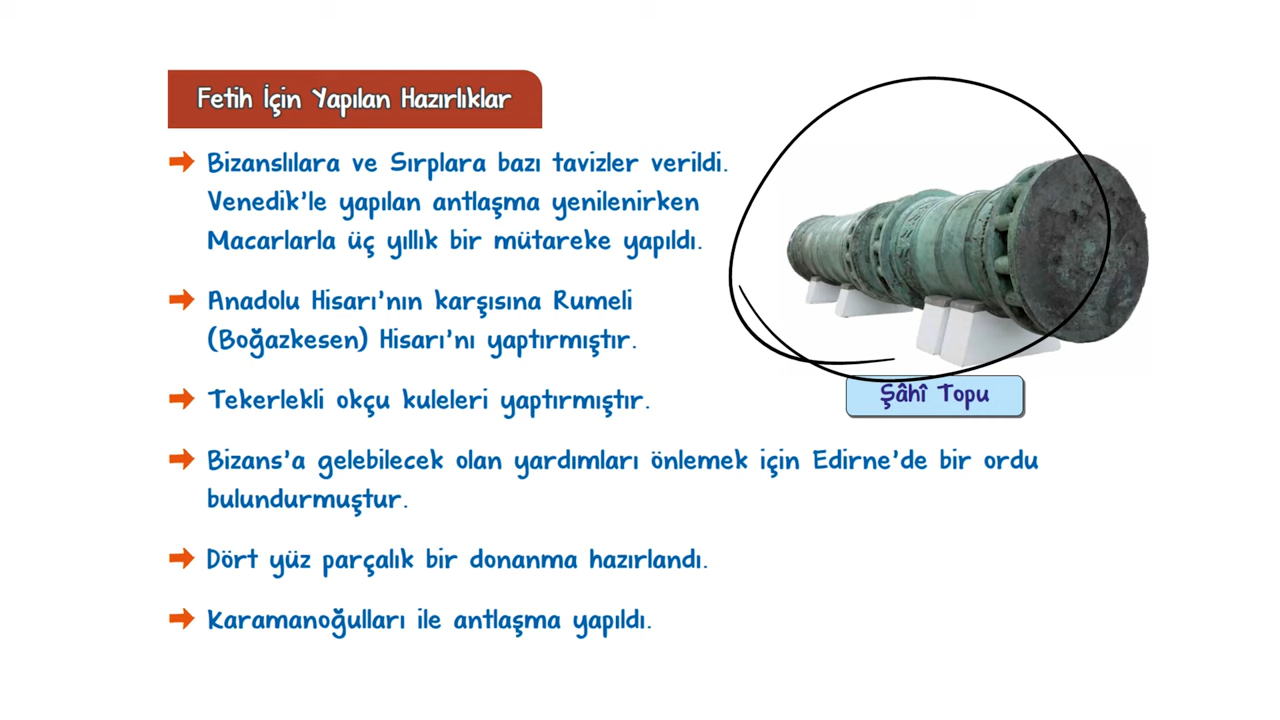 Fetih İçin Yapılan Hazırlıklar
Bizanslılara ve Sırplara bazı tavizler verildi.
Venedik'le yapılan antlaşma yenilenirken
Macarlarla üç yıllık bir mütareke yapıldı.
Anadolu Hisarı'nın karşısına Rumeli
(Boğazkesen) Hisarı'nı yaptırmıştır.
Şâhî Topu
Tekerlekli okçu kuleleri yaptırmıştır.
Bizans'a gelebilecek olan yardımları önlemek için Edirne'de bir ordu
bulundurmuştur.
Dört yüz parçalık bir donanma hazırlandı.
Karamanoğulları ile antlaşma yapıldı.